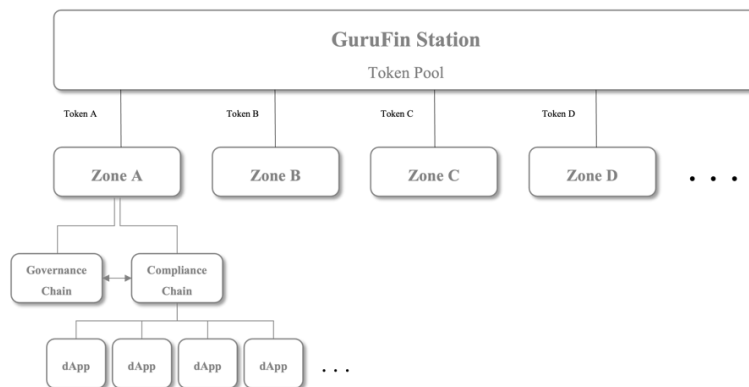 GuruFin Station
Token Pool
Token A
Token B
Token C
Token D
Zone A
Zone B
Zone C
Zone D
. . .
Governance
Chain
Compliance
Chain
dApp
dApp
dApp
dApp
. . .